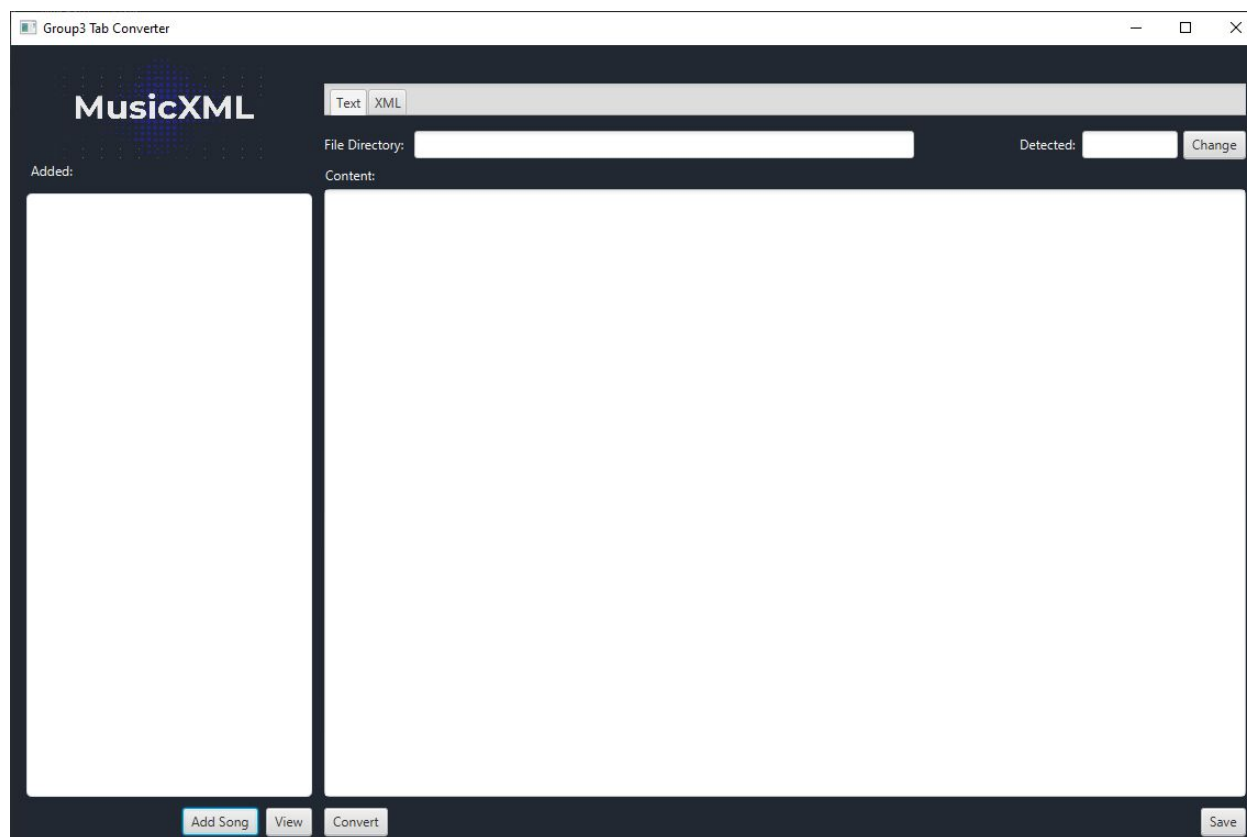 Group3 Tab Converter
MusicXML
Text XML
File Directory:
Detected:
Change
Added:
Content:
Add Song
View
Convert
Save